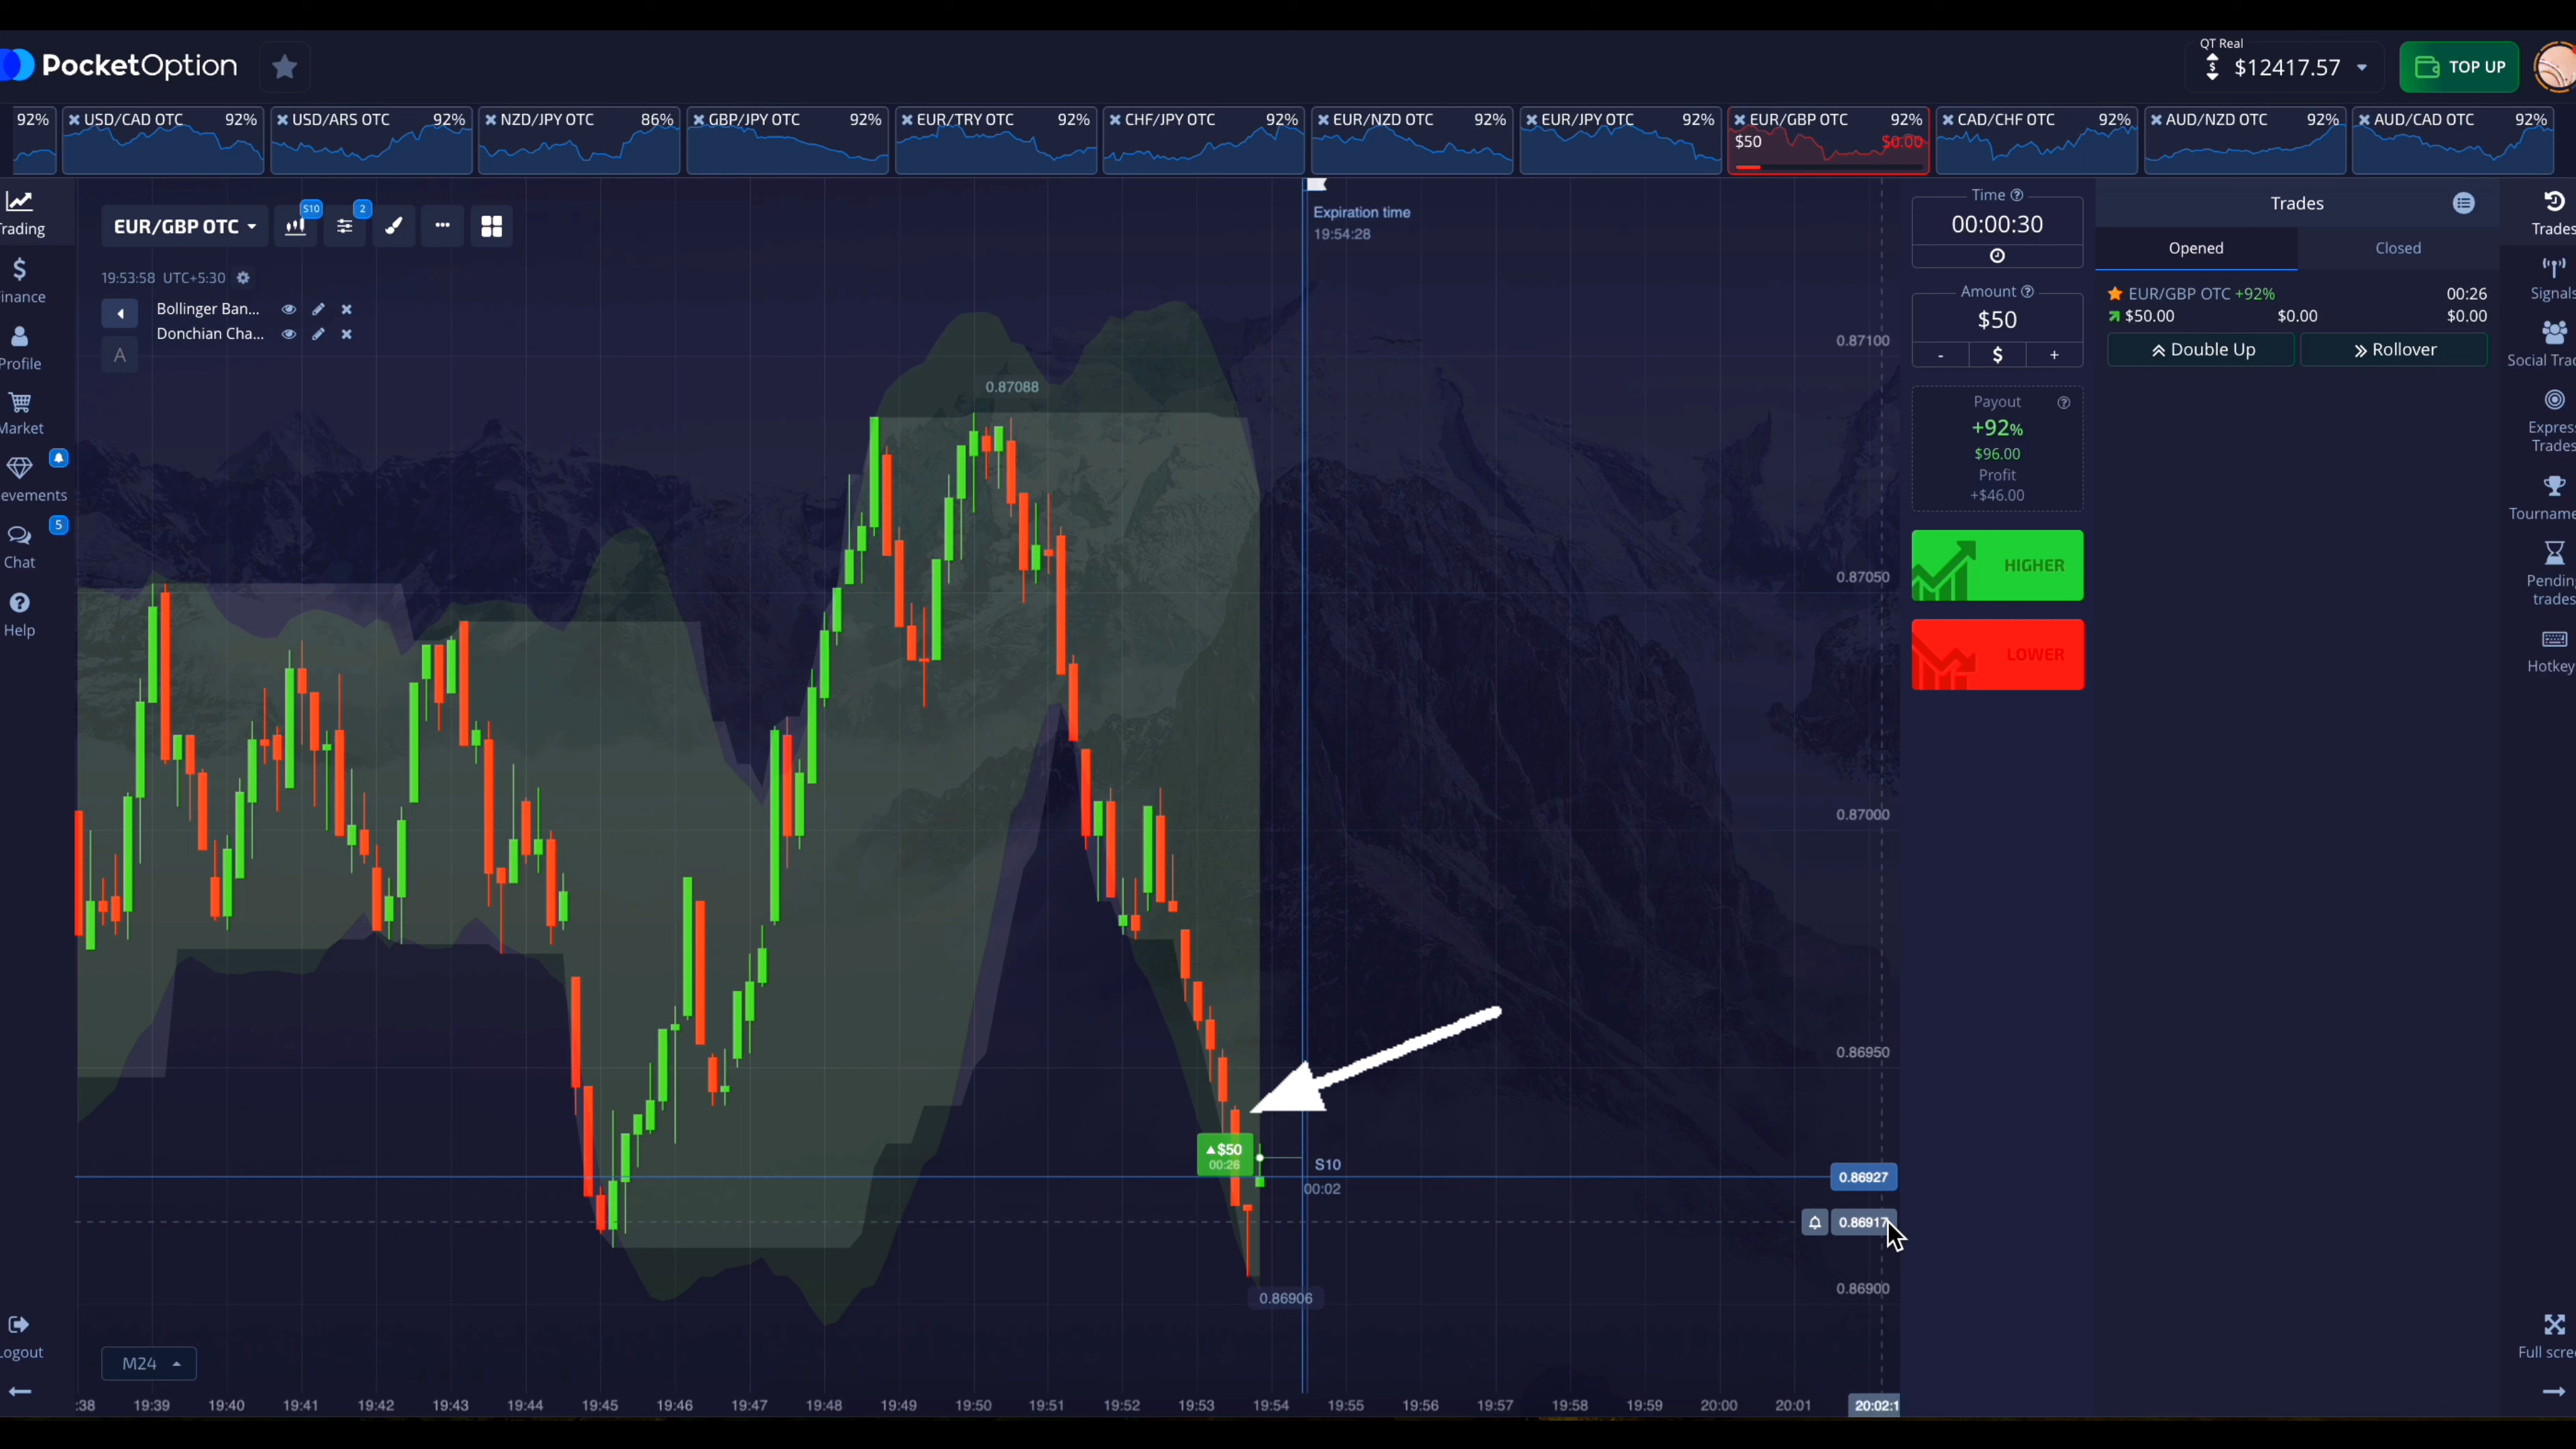 PocketOption
QT Real
$12417.57
TOP UP
92%
USD/CAD OTC 92%
USD/ARS OTC 92%
NZD/JPY OTC 86%
GBP/JPY OTC 92%
EUR/TRY OTC 92%
CHF/JPY OTC 92%
EUR/NZD OTC 92%
EUR/JPY OTC 92%
EUR/GBP OTC 92%
$50 $0.00
CAD/CHF OTC 92%
AUD/NZD OTC 92%
AUD/CAD OTC 92%
rading
inance
Profile
Market
evements
5
Chat
Help
Logout
EUR/GBP OTC
S10
2
19:53:58 UTC+5:30
Bollinger Ban...
Donchian Cha...
A
Expiration time
19:54:28
0.87088
0.87100
0.87050
0.87000
0.86950
0.86927
0.86917
0.86900
0.86906
$50
00:26
S10
00:02
M24
:38 19:39 19:40 19:41 19:42 19:43 19:44 19:45 19:46 19:47 19:48 19:49 19:50 19:51 19:52 19:53 19:54 19:55 19:56 19:57 19:58 19:59 20:00 20:01 20:02:1
Time
00:00:30
Amount
$50
- $ +
Payout
+92%
$96.00
Profit
+$46.00
HIGHER
LOWER
Trades
Opened Closed
EUR/GBP OTC +92% 00:26
$50.00 $0.00 $0.00
Double Up
Rollover
Trades
Signals
Social Trad
Express
Trades
Tourname
Pending
trades
Hotkey
Full scre